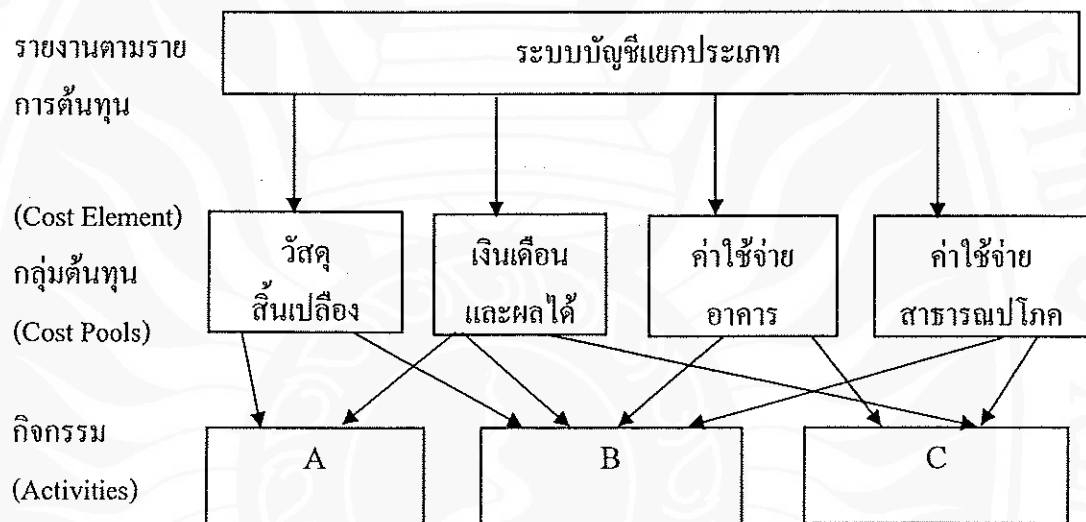 รายงานตามราย
การต้นทุน
ระบบบัญชีแยกประเภท
(Cost Element)
กลุ่มต้นทุน
(Cost Pools)
วัสดุ
สิ้นเปลือง
เงินเดือน
และผลได้
ค่าใช้จ่าย
อาคาร
ค่าใช้จ่าย
สาธารณปโภค
กิจกรรม
(Activities)
A
B
C